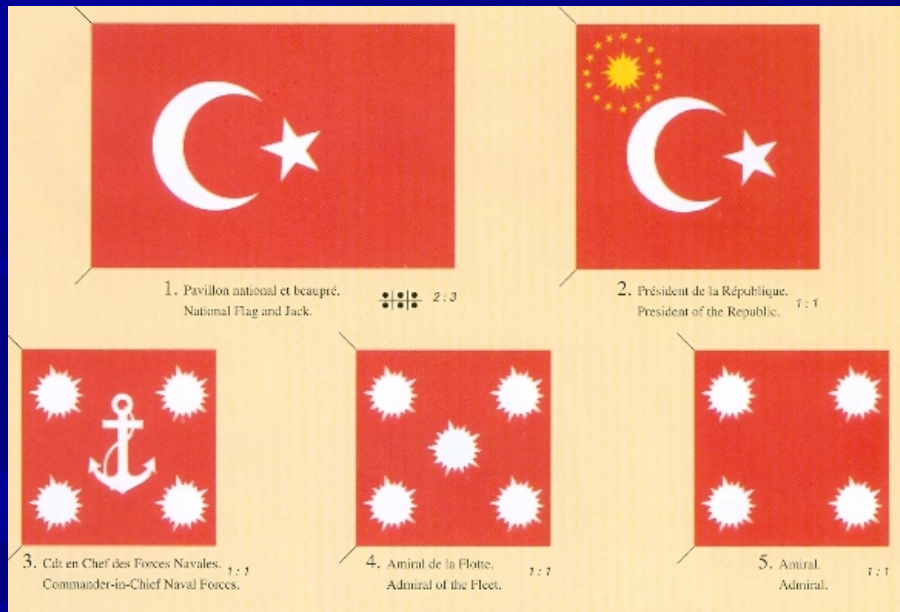 1. Pavillon national et beaupré.
National Flag and Jack.
2:3
2. Président de la République.
President of the Republic.
1:1
3. Cdt en Chef des Forces Navales.
Commander-in-Chief Naval Forces.
1:1
4. Amiral de la Flotte.
Admiral of the Fleet.
1:1
5. Amiral.
Admiral.
1:1